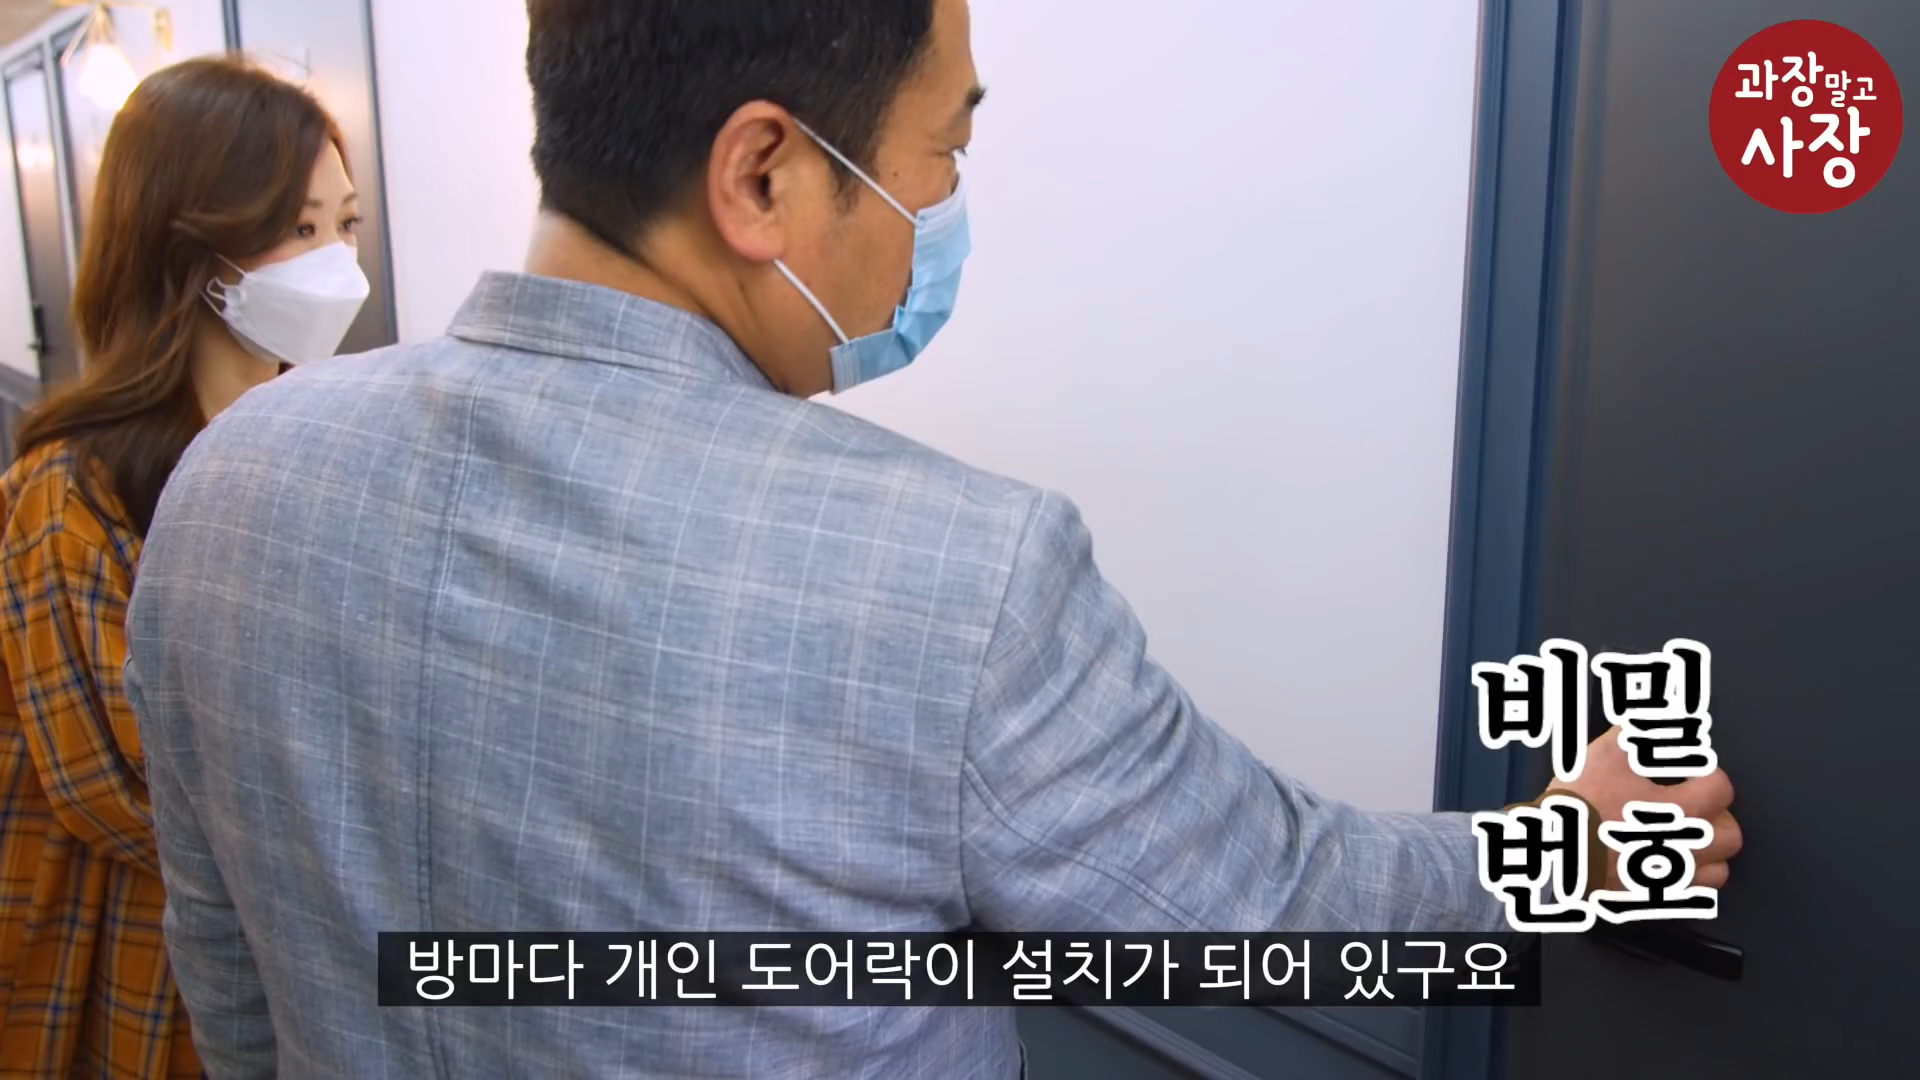 과장말고
사장
비밀
번호
방마다 개인 도어락이 설치가 되어 있구요